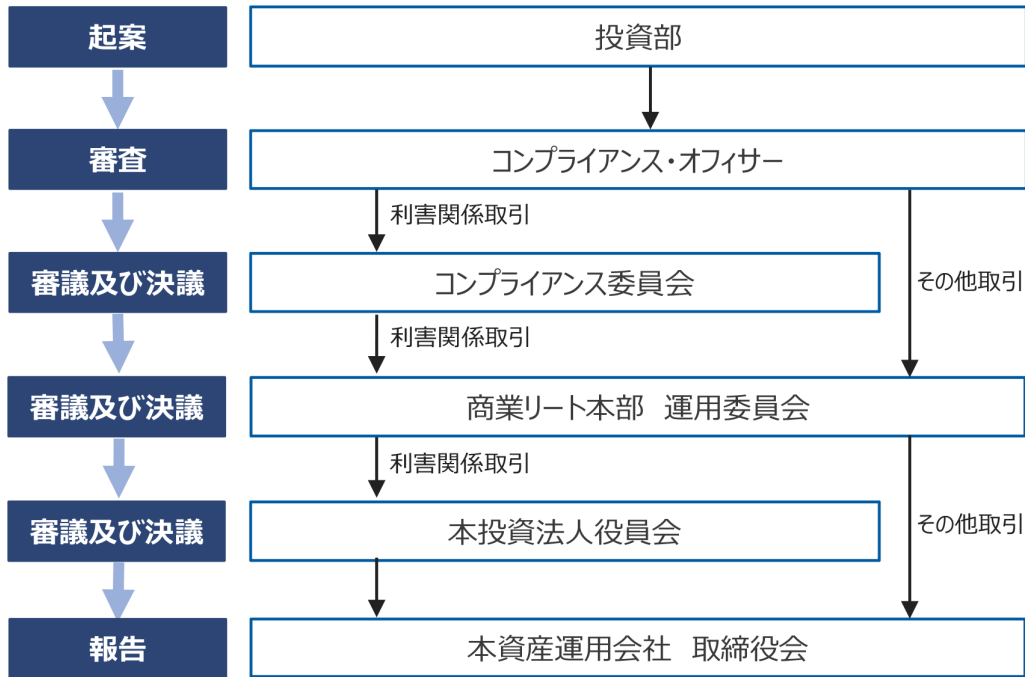 起案
投資部
審査
コンプライアンス・オフィサー
利害関係取引
審議及び決議
コンプライアンス委員会
その他取引
利害関係取引
審議及び決議
商業リート本部 運用委員会
利害関係取引
審議及び決議
本投資法人役員会
その他取引
報告
本資産運用会社 取締役会